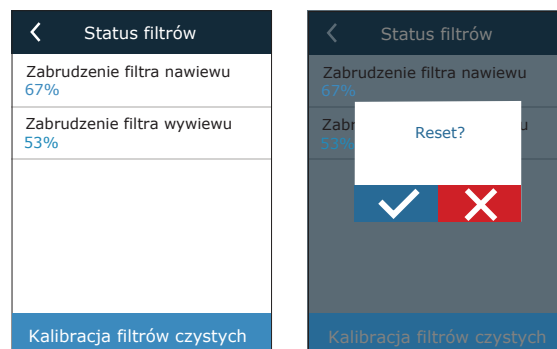 Status filtrów
Zabrudzenie filtra nawiewu
67%
Zabrudzenie filtra wywiewu
53%
Kalibracja filtrów czystych
Status filtrów
Zabrudzenie filtra nawiewu
67%
Zabr
u
53%
Reset?
Kalibracja filtrów czystych